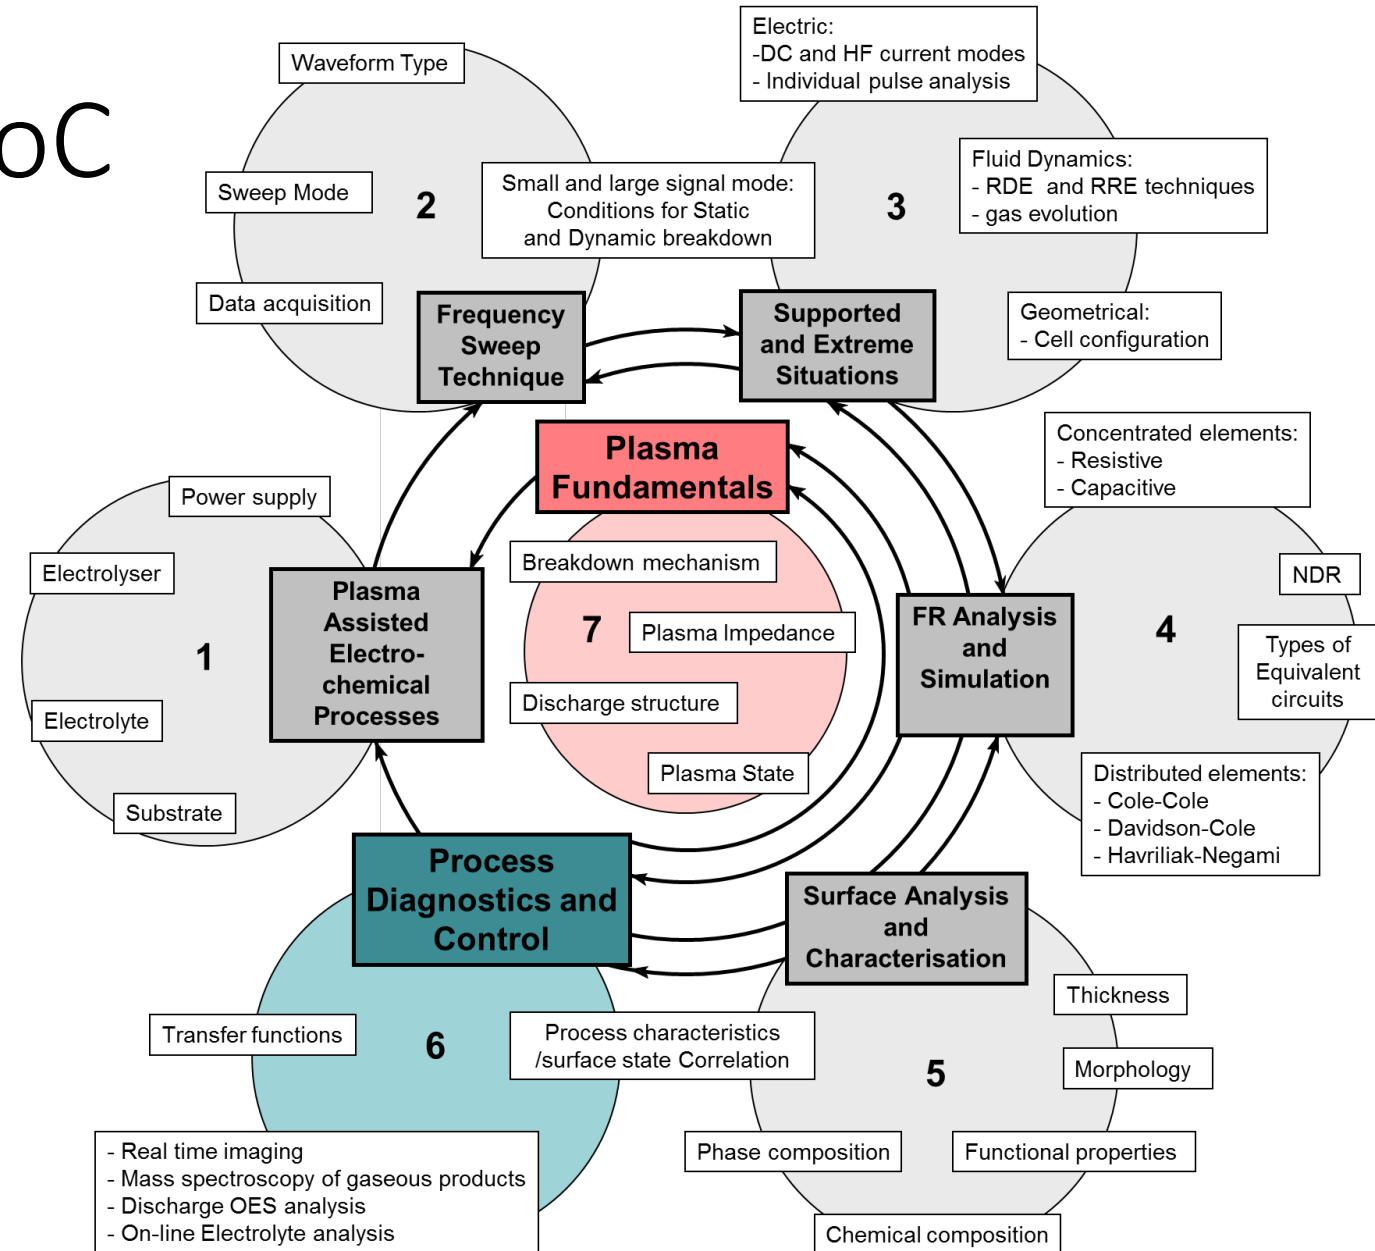 oC
Electric:
-DC and HF current modes
- Individual pulse analysis
Waveform Type
Fluid Dynamics:
- RDE and RRE techniques
- gas evolution
Sweep Mode
2
Small and large signal mode:
Conditions for Static
and Dynamic breakdown
3
Data acquisition
Frequency
Sweep
Technique
Supported
and Extreme
Situations
Geometrical:
- Cell configuration
Plasma
Fundamentals
Concentrated elements:
- Resistive
- Capacitive
Power supply
Electrolyser
Plasma
Assisted
Electro-
chemical
Processes
1
Electrolyte
Substrate
Breakdown mechanism
7
Plasma Impedance
Discharge structure
Plasma State
FR Analysis
and
Simulation
4
NDR
Types of
Equivalent
circuits
Distributed elements:
- Cole-Cole
- Davidson-Cole
- Havriliak-Negami
Process
Diagnostics and
Control
Surface Analysis
and
Characterisation
Transfer functions
6
Process characteristics
/surface state Correlation
5
Thickness
Morphology
Phase composition
Functional properties
Chemical composition
- Real time imaging
- Mass spectroscopy of gaseous products
- Discharge OES analysis
- On-line Electrolyte analysis